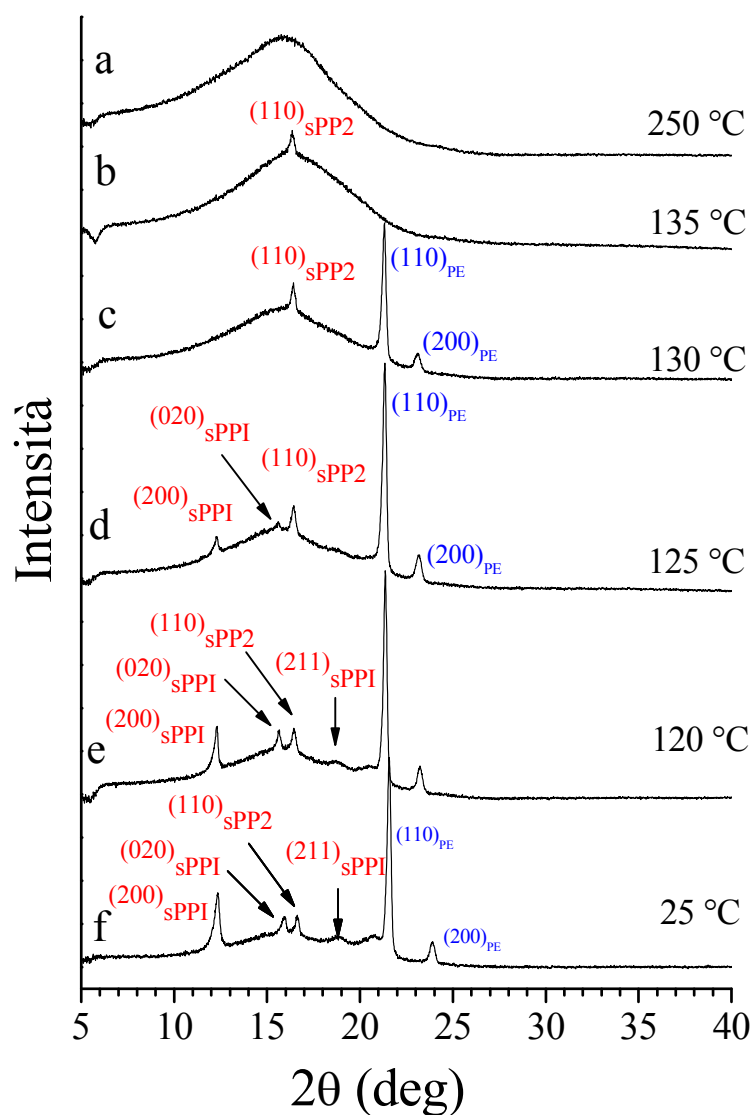 a
(110)sPP2
250 °C
b
135 °C
(110)sPP2
(110)PE
c
(200)PE
130 °C
(020)sPPI
(110)PE
(110)sPP2
(200)sPPI
d
(200)PE
125 °C
(110)sPP2
(020)sPPI
(211)sPPI
(200)sPPI
e
120 °C
(110)sPP2
(020)sPPI
(211)sPPI
(110)PE
(200)sPPI
f
(200)PE
25 °C
Intensità
5 10 15 20 25 30 35 40
2θ (deg)